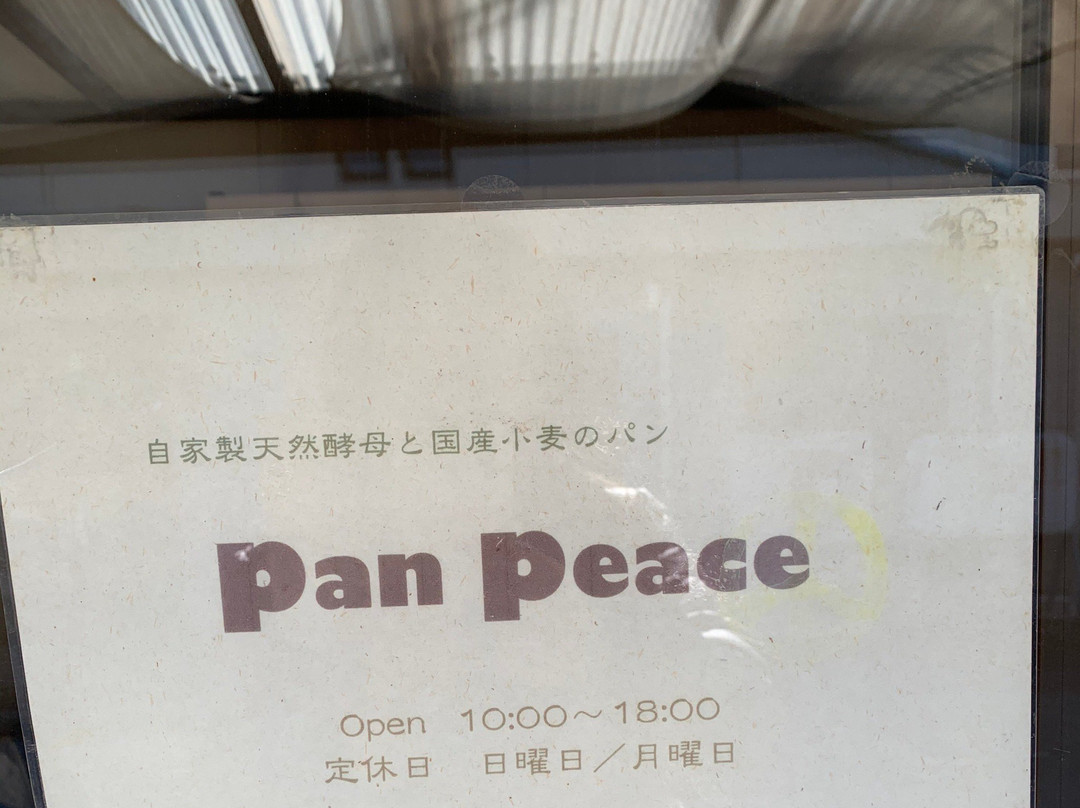 自家製天然酵母と国産小麦のパン
Pan Peace
Open 10:00～18:00
定休日 日曜日／月曜日